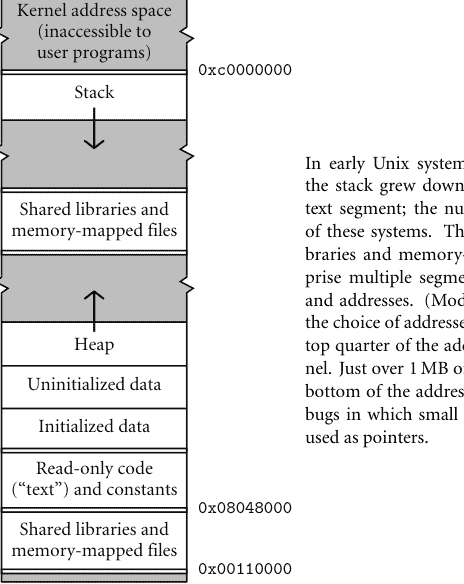 Kernel address space
(inaccessible to
user programs)
0xc0000000
Stack
Shared libraries and
memory-mapped files
Heap
Uninitialized data
Initialized data
Read-only code
(“text”) and constants
0x08048000
Shared libraries and
memory-mapped files
0x00110000
In early Unix system
the stack grew down
text segment; the nu
of these systems. Th
braries and memory-
prise multiple segme
and addresses. (Mod
the choice of addresse
top quarter of the add
nel. Just over 1 MB o
bottom of the addres
bugs in which small
used as pointers.